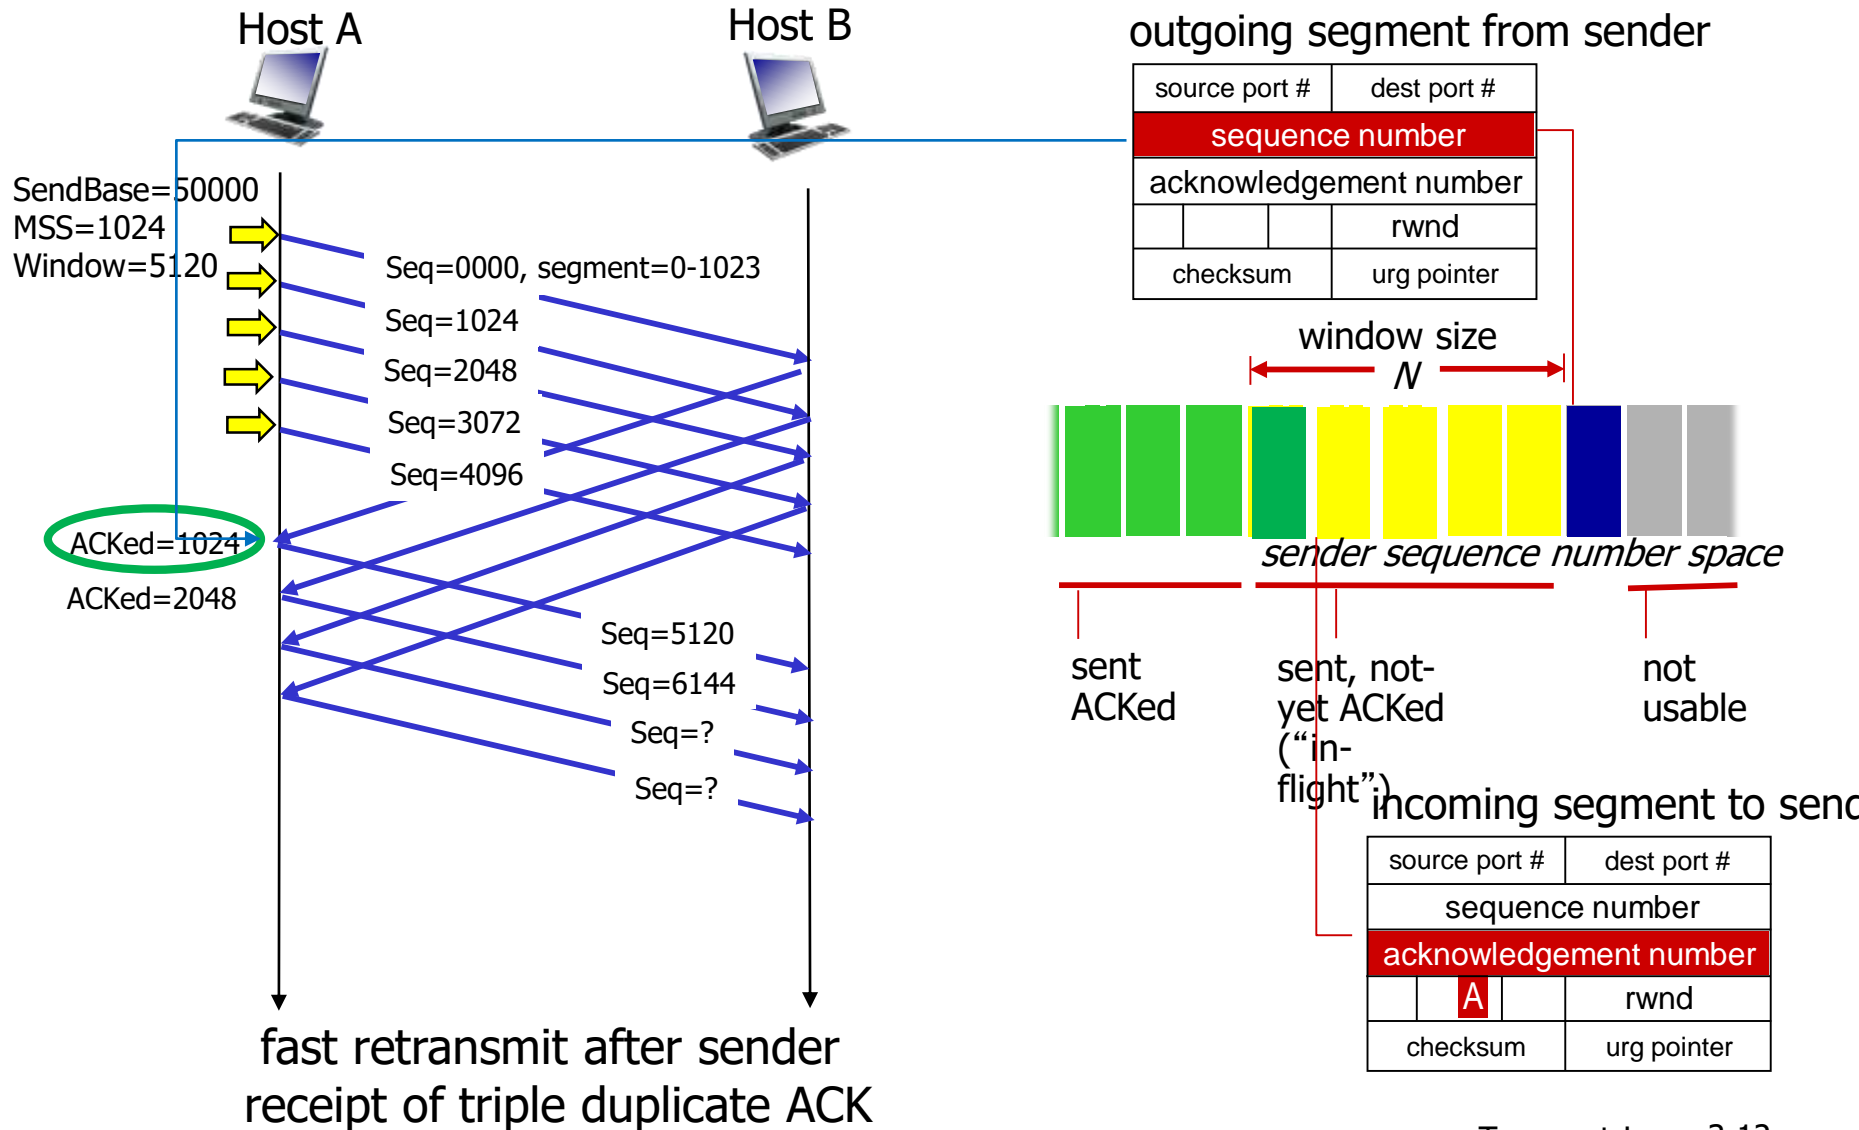 Host A
Host B
SendBase=50000
MSS=1024
Window=5120
Seq=0000, segment=0-1023
Seq=1024
Seq=2048
Seq=3072
Seq=4096
ACKed=1024
ACKed=2048
Seq=5120
Seq=6144
Seq=?
Seq=?
fast retransmit after sender
receipt of triple duplicate ACK
outgoing segment from sender
source port #
dest port #
sequence number
acknowledgement number
rwnd
checksum
urg pointer
window size
N
sender sequence number space
sent
ACKed
sent, not-
yet ACKed
(“in-
flight”)
not
usable
incoming segment to send
source port #
dest port #
sequence number
acknowledgement number
A
rwnd
checksum
urg pointer